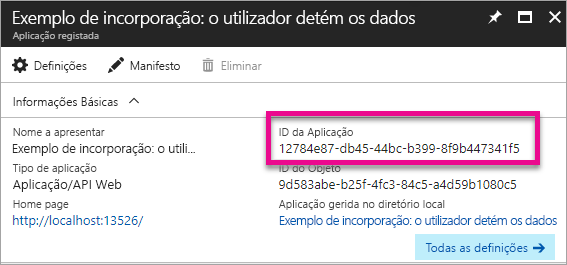 Exemplo de incorporação: o utilizador detém os dados
Aplicação registada
Definições Manifesto Eliminar
Informações Básicas
Nome a apresentar
Exemplo de incorporação: o utili...
Tipo de aplicação
Aplicação/API Web
Home page
http://localhost:13526/
ID da Aplicação
12784e87-db45-44bc-b399-8f9b447341f5
ID do Objeto
9d583abe-b25f-4fc3-84c5-a4d59b1080c5
Aplicação gerida no diretório local
Exemplo de incorporação: o utilizador detém os dados
Todas as definições